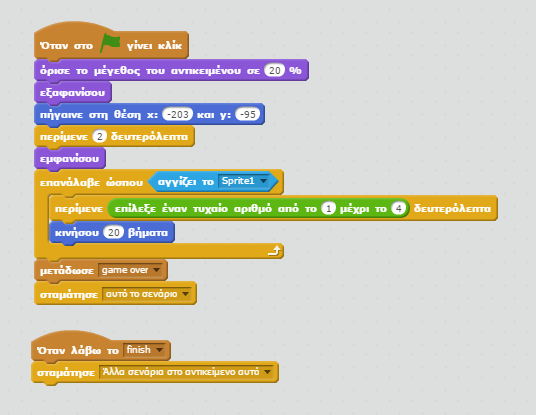 Όταν στο γίνει κλίκ
όρισε το μέγεθος του αντικειμένου σε 20 %
εξαφανίσου
πήγαινε στη θέση x: -203 και y: -95
περίμενε 2 δευτερόλεπτα
εμφανίσου
επανάλαβε ώσπου αγγίζει το Sprite1
περίμενε επίλεξε έναν τυχαίο αριθμό από το 1 μέχρι το 4 δευτερόλεπτα
κινήσου 20 βήματα
μετάδωσε game over
σταμάτησε αυτό το σενάριο
Όταν λάβω το finish
σταμάτησε Άλλα σενάρια στο αντικείμενο αυτό